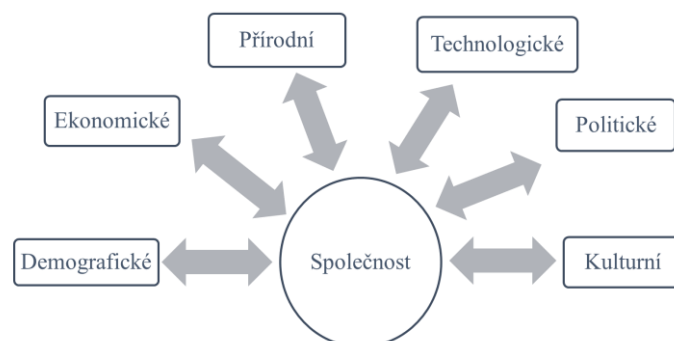 Přírodní
Technologické
Ekonomické
Politické
Demografické
Společnost
Kulturní